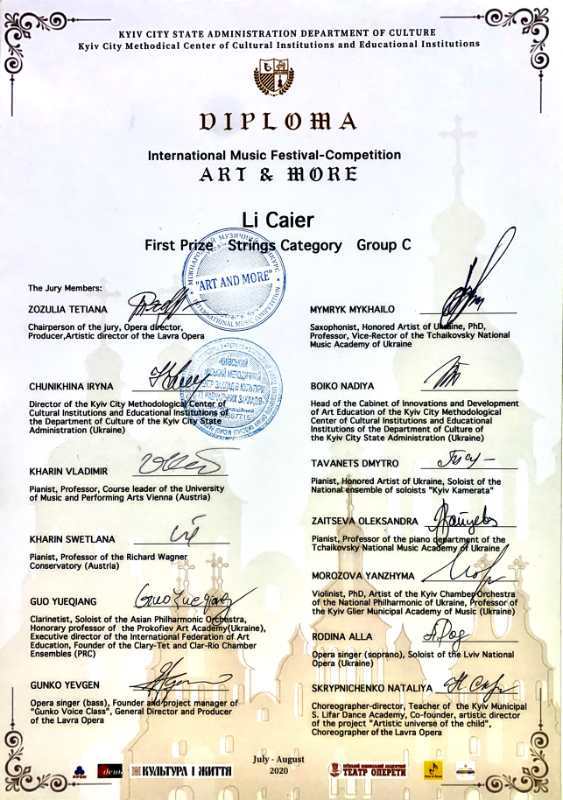 KYIV CITY STATE ADMINISTRATION DEPARTMENT OF CULTURE
Kyiv City Methodical Center of Cultural Institutions and Educational Institutions
DIPLOMA
International Music Festival-Competition
ART & MORE
Li Caier
First Prize Strings Category Group C
"ART AND MORE"
The Jury Members:
ZOZULIA TETIANA
Chairperson of the jury, Opera director,
Producer,Artistic director of the Lavra Opera
CHUNIKHINA IRYNA
Director of the Kyiv City Methodological Center of
Cultural Institutions and Educational Institutions of
the Department of Culture of the Kyiv City State
Administration (Ukraine)
KHARIN VLADIMIR
Pianist, Professor, Course leader of the University
of Music and Performing Arts Vienna (Austria)
KHARIN SWETLANA
Pianist, Professor of the Richard Wagner
Conservatory (Austria)
GUO YUEQIANG
Clarinetist, Soloist of the Asian Philharmonic Orchestra,
Honorary professor of the Prokofiev Art Academy(Ukraine),
Executive director of the International Federation of Art
Education, Founder of the Clary-Tet and Clar-Rio Chamber
Ensembles (PRC)
GUNKO YEVGEN
Opera singer (bass), Founder and project manager of
"Gunko Voice Class", General Director and Producer
of the Lavra Opera
MYMRYK MYKHAILO
Saxophonist, Honored Artist of Ukraine, PhD,
Professor, Vice-Rector of the Tchaikovsky National
Music Academy of Ukraine
BOIKO NADIYA
Head of the Cabinet of Innovations and Development
of Art Education of the Kyiv City Methodological
Center of Cultural Institutions and Educational
Institutions of the Department of Culture of
the Kyiv City State Administration (Ukraine)
TAVANETS DMYTRO
Pianist, Honored Artist of Ukraine, Soloist of the
National ensemble of soloists "Kyiv Kamerata"
ZAITSEVA OLEKSANDRA
Pianist, Professor of the piano department of the
Tchaikovsky National Music Academy of Ukraine
MOROZOVA YANZHYMA
Violinist, PhD, Artist of the Kyiv Chamber Orchestra
of the National Philharmonic of Ukraine, Professor of
the Kyiv Glier Municipal Academy of Music (Ukraine)
RODINA ALLA
Opera singer (soprano), Soloist of the Lviv National
Opera (Ukraine)
SKRYPNICHENKO NATALIYA
Choreographer-director, Teacher of the Kyiv Municipal
S. Lifar Dance Academy, Co-founder, artistic director
of the project "Artistic universe of the child",
Choreographer of the Lavra Opera
July - August
2020
КУЛЬТУРА І ЖИТТЯ
ТЕАТР ОПЕРЕТИ